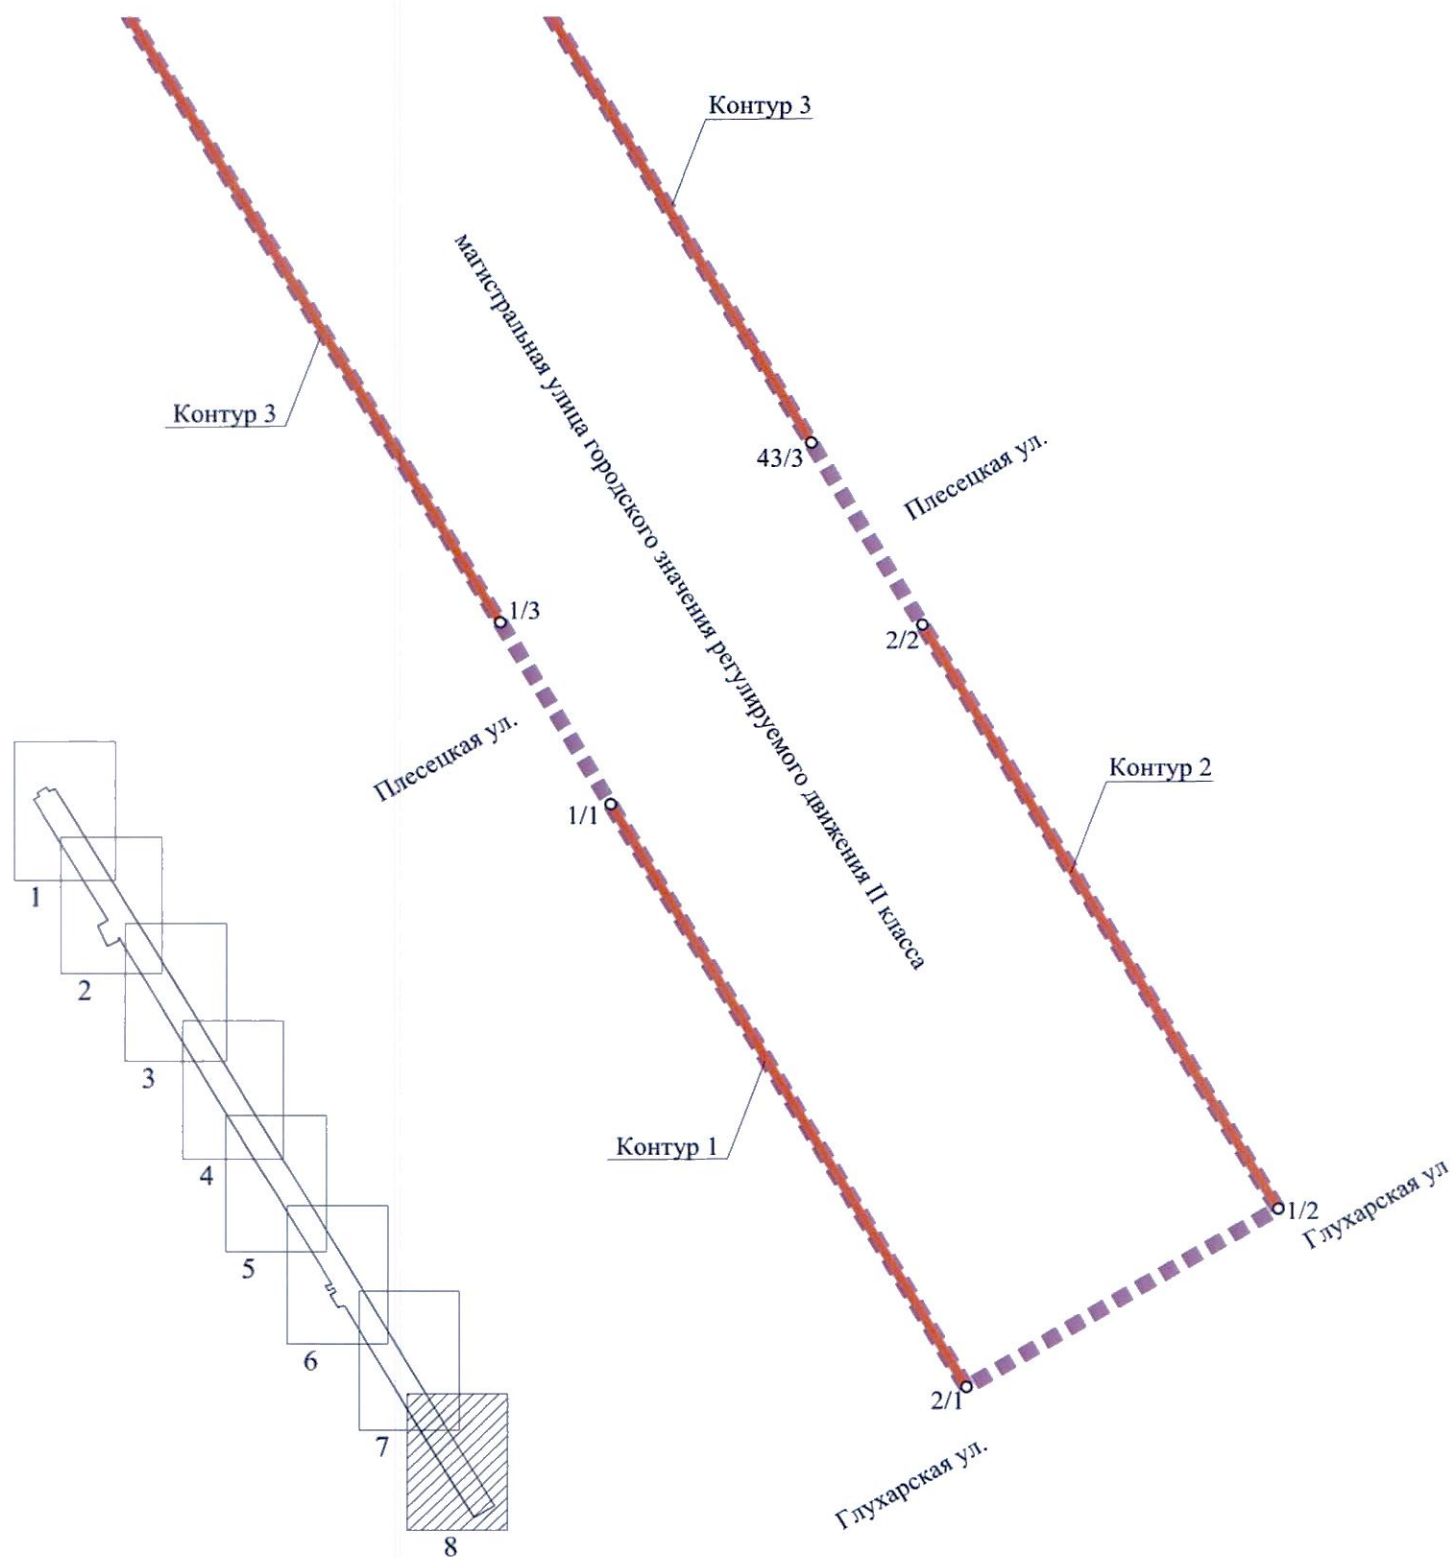 Контур 3
магистральная улица городского значения регулируемого движения II класса
Контур 3
43/3
Плесецкая ул.
1/3
2/2
Плесецкая ул.
1/1
Контур 2
1
2
3
Контур 1
4
1/2
Глухарская ул
5
6
2/1
7
Глухарская ул.
8